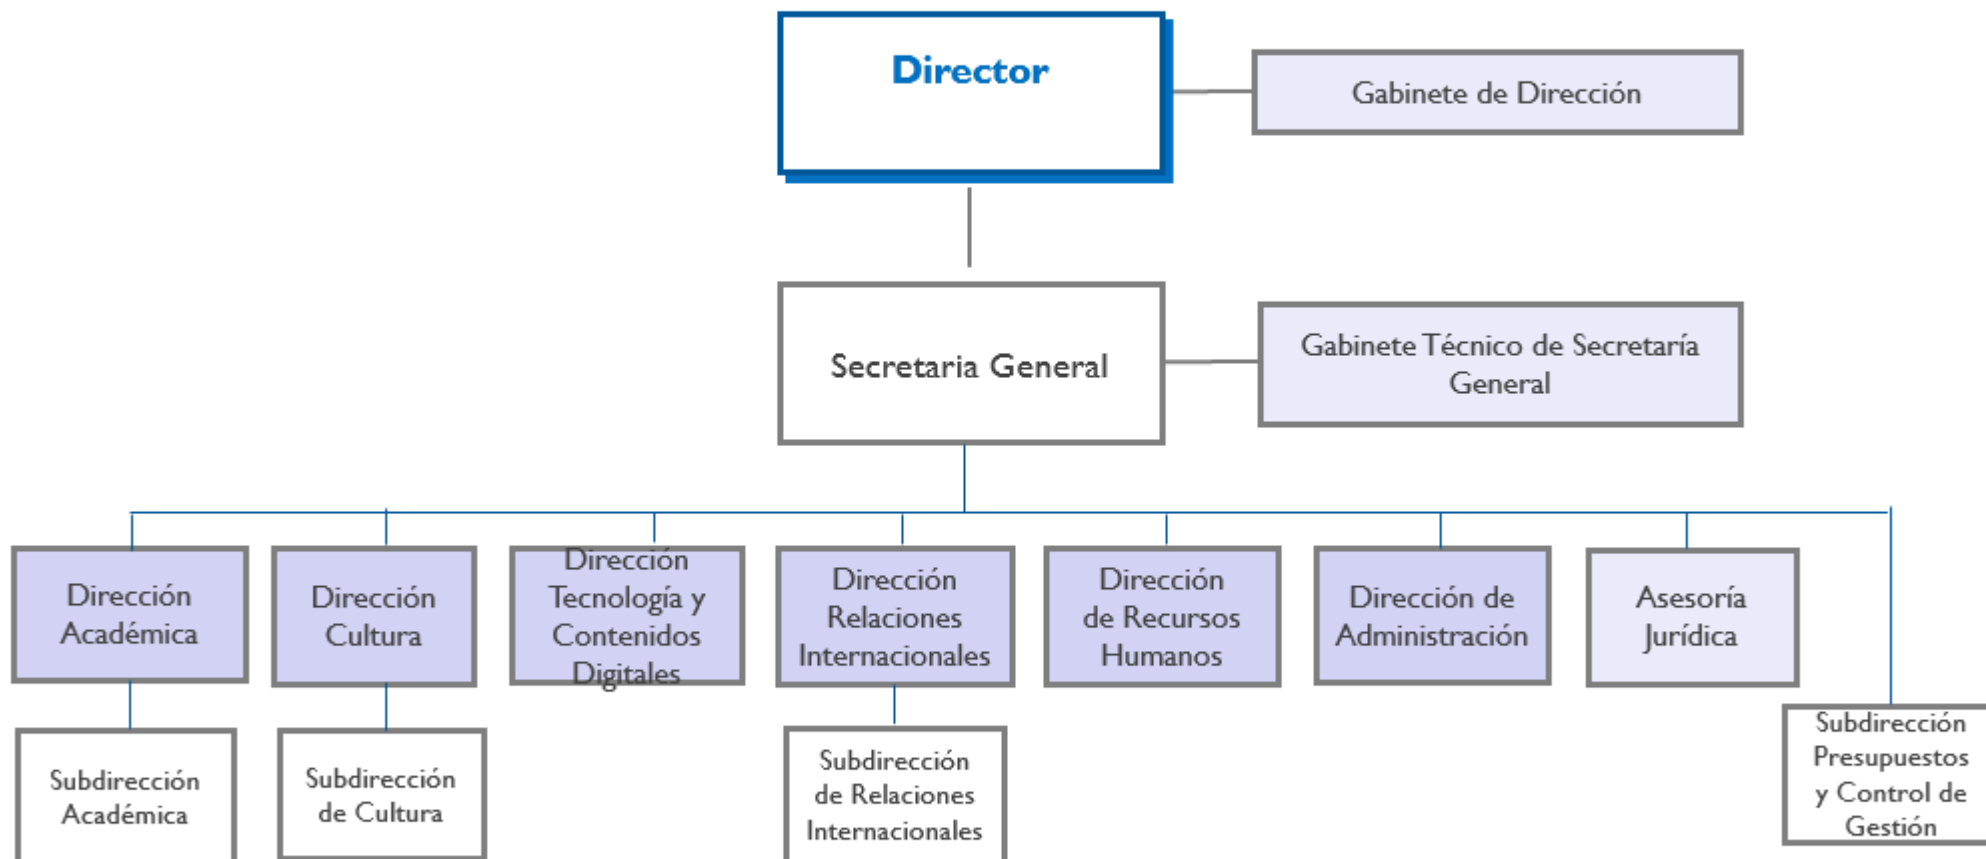 Director
Gabinete de Dirección
Secretaria General
Gabinete Técnico de Secretaría
General
Dirección
Académica
Dirección
Cultura
Dirección
Tecnología y
Contenidos
Digitales
Dirección
Relaciones
Internacionales
Dirección
de Recursos
Humanos
Dirección de
Administración
Asesoría
Jurídica
Subdirección
Académica
Subdirección
de Cultura
Subdirección
de Relaciones
Internacionales
Subdirección
Presupuestos
y Control de
Gestión